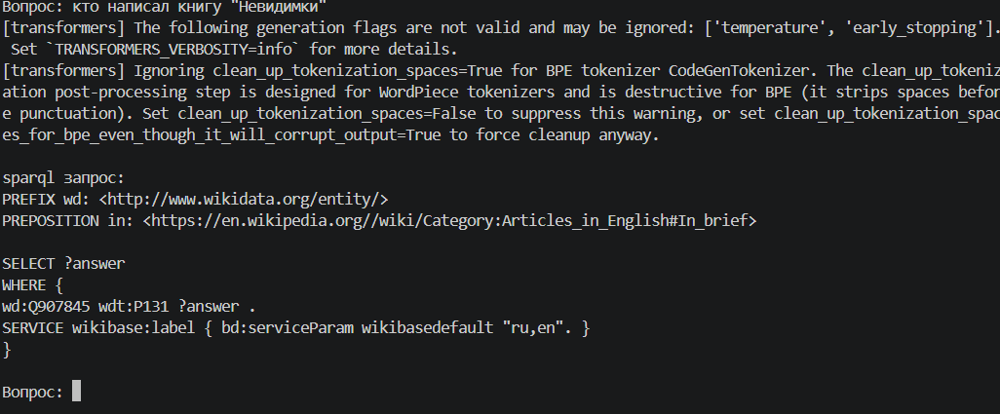 Вопрос: кто написал книгу "Невидимки"
[transformers] The following generation flags are not valid and may be ignored: ['temperature', 'early_stopping'].
 Set `TRANSFORMERS_VERBOSITY=info` for more details.
[transformers] Ignoring clean_up_tokenization_spaces=True for BPE tokenizer CodeGenTokenizer. The clean_up_tokeniz
ation post-processing step is designed for WordPiece tokenizers and is destructive for BPE (it strips spaces befor
e punctuation). Set clean_up_tokenization_spaces=False to suppress this warning, or set clean_up_tokenization_spac
es_for_bpe_even_though_it_will_corrupt_output=True to force cleanup anyway.
sparql запрос:
PREFIX wd: <http://www.wikidata.org/entity/>
PREPOSITION in: <https://en.wikipedia.org//wiki/Category:Articles_in_English#In_brief>
SELECT ?answer
WHERE {
wd:Q907845 wdt:P131 ?answer .
SERVICE wikibase:label { bd:serviceParam wikibasedefault "ru,en". }
}
Вопрос: